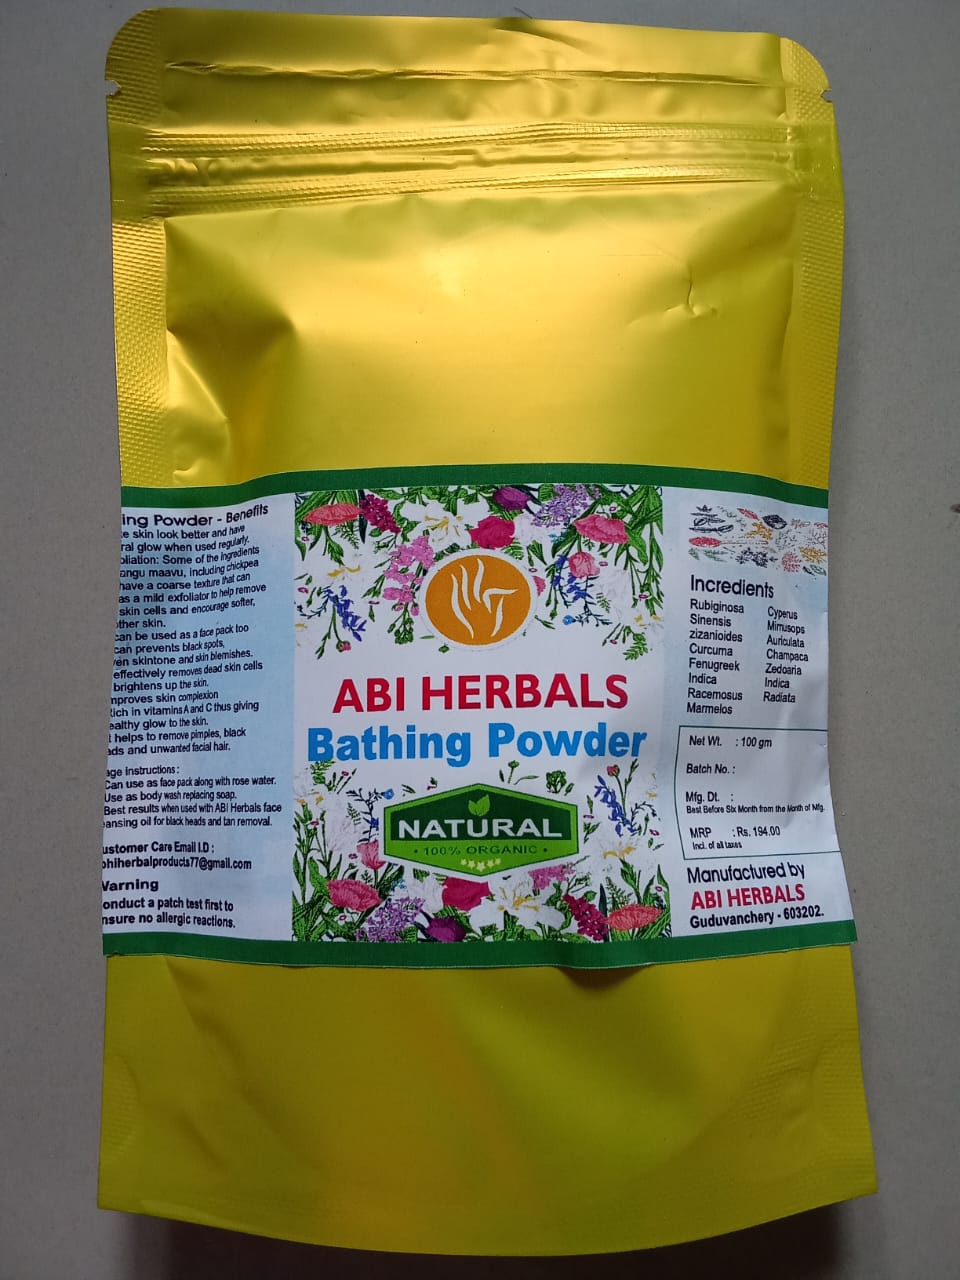 ing Powder - Benefits
e skin look better and have
ral glow when used regularly.
oliation: Some of the ingredients
angu maavu, including chickpea
have a coarse texture that can
as a mild exfoliator to help remove
skin cells and encourage softer,
other skin.
can be used as a face pack too
can prevents black spots,
ven skintone and skin blemishes.
effectively removes dead skin cells
brightens up the skin.
mproves skin complexion
Rich in vitamins A and C thus giving
ealthy glow to the skin.
t helps to remove pimples, black
ads and unwanted facial hair.
age instructions :
Can use as face pack along with rose water.
Use as body wash replacing soap.
Best results when used with ABI Herbals face
eansing oil for black heads and tan removal.
ustomer Care Email I.D :
bhiherbalproducts77@gmail.com
Warning
onduct a patch test first to
nsure no allergic reactions.
ABI HERBALS
Bathing Powder
NATURAL
• 100% ORGANIC •
Incredients
Rubiginosa
Sinensis
zizanioides
Curcuma
Fenugreek
Indica
Racemosus
Marmelos
Cyperus
Mimusops
Auriculata
Champaca
Zedoaria
Indica
Radiata
Net Wt. : 100 gm
Batch No. :
Mfg. Dt. :
Best Before Six Month from the Month of Mfg.
MRP : Rs. 194.00
Incl. of all taxes
Manufactured by
ABI HERBALS
Guduvanchery - 603202.